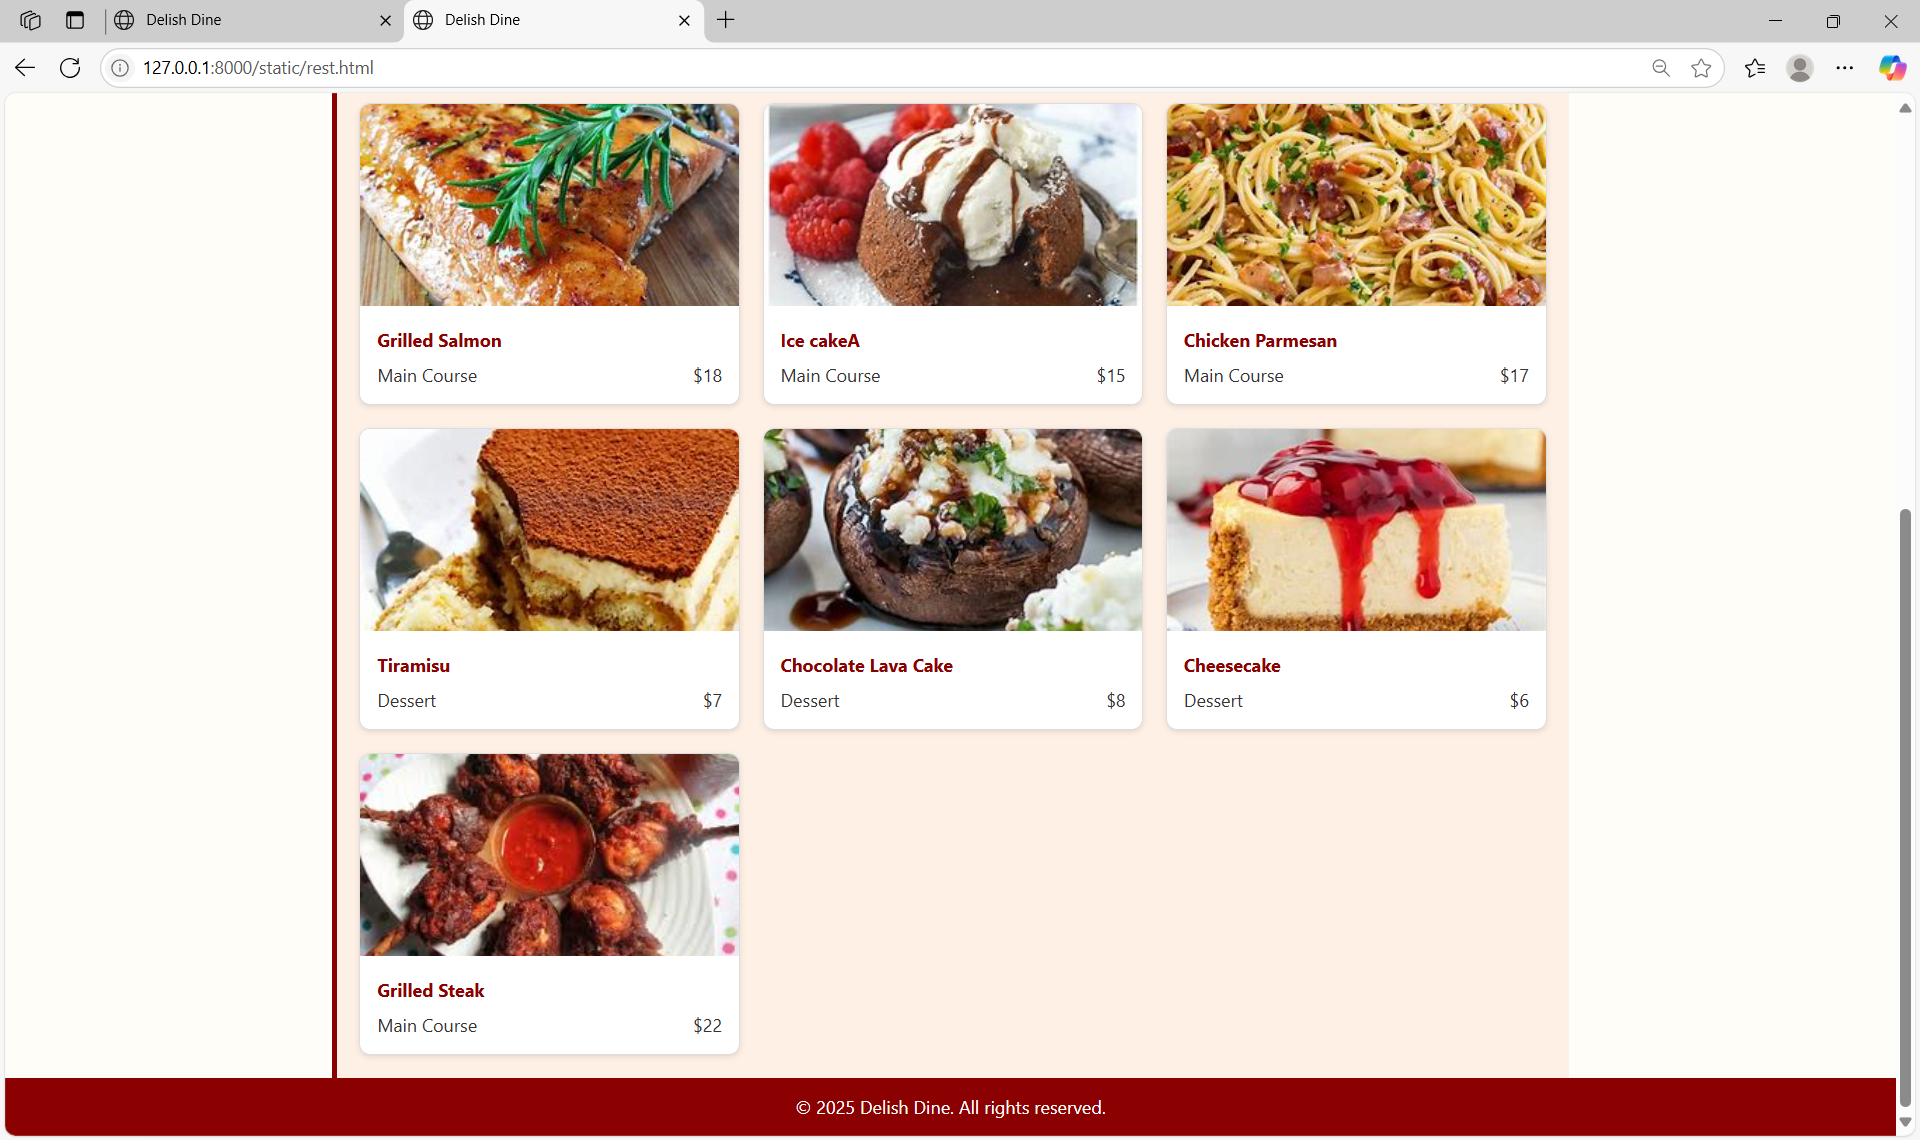 Delish Dine
Delish Dine
127.0.0.1:8000/static/rest.html
Grilled Salmon
Main Course $18
Ice cakeA
Main Course $15
Chicken Parmesan
Main Course $17
Tiramisu
Dessert $7
Chocolate Lava Cake
Dessert $8
Cheesecake
Dessert $6
Grilled Steak
Main Course $22
© 2025 Delish Dine. All rights reserved.